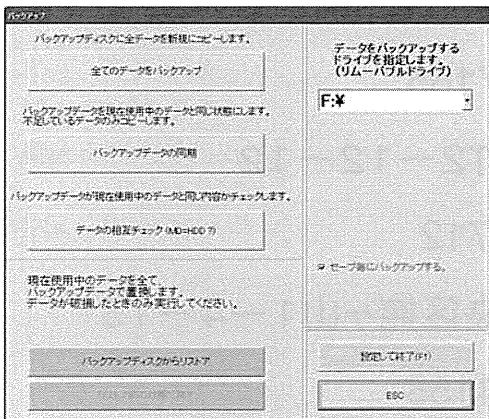 バックアップ
バックアップディスクに全データを新規にコピーします。
全てのデータをバックアップ
バックアップデータを現在使用中のデータと同じ状態にします。
不足しているデータのみコピーします。
バックアップデータの同期
バックアップデータが現在使用中のデータと同じ内容かチェックします。
データの相互チェック(MO=HDD?)
現在使用中のデータを全て、
バックアップデータで置換します。
データが破損したときのみ実行してください。
バックアップディスクからリストア
データをバックアップする
ドライブを指定します。
(リムーバブルドライブ)
F:¥
セーブ毎にバックアップする。
設定して終了(F1)
ESC